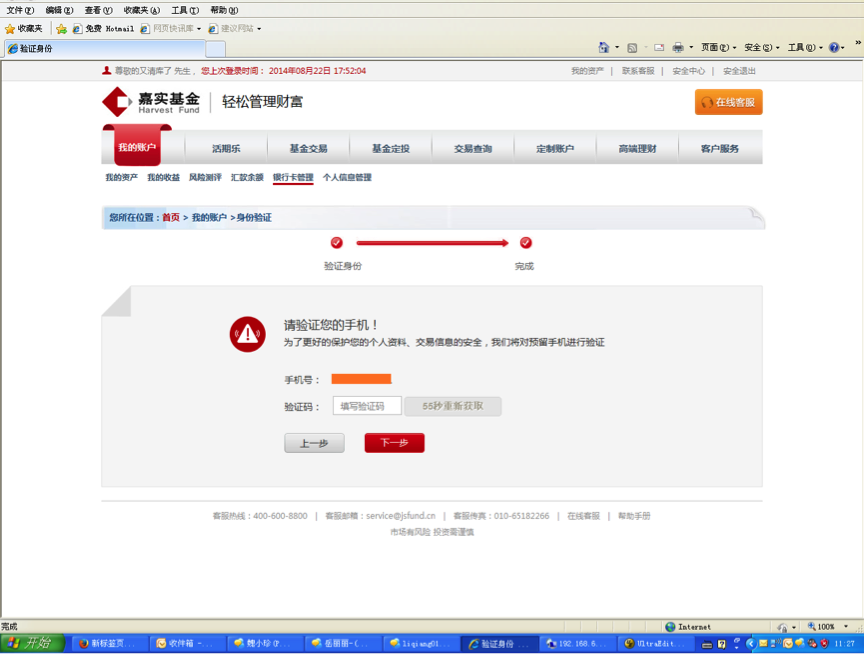 文件(F) 编辑(E) 查看(V) 收藏夹(A) 工具(T) 帮助(H)
收藏夹 免费 Hotmail 网页快讯库 建议网站
验证身份 页面(P) 安全(S) 工具(O) »
尊敬的又清库了 先生， 您上次登录时间： 2014年08月22日 17:52:04 我的资产 | 联系客服 | 安全中心 | 安全退出
嘉实基金 轻松管理财富 在线客服
Harvest Fund
我的账户 活期乐 基金交易 基金定投 交易查询 定制账户 高端理财 客户服务
我的资产 我的收益 风险测评 汇款余额 银行卡管理 个人信息管理
您所在位置：首页 > 我的账户 >身份验证
验证身份 完成
请验证您的手机！
为了更好的保护您的个人资料、交易信息的安全，我们将对预留手机进行验证
手机号：
验证码： 填写验证码 55秒重新获取
上一步 下一步
客服热线：400-600-8800 | 客服邮箱：service@jsfund.cn | 客服传真：010-65182266 | 在线客服 | 帮助手册
市场有风险 投资需谨慎
完成 Internet 100%
开始 新标签页... 收件箱 -... 魏小珍 (P... 岳丽丽-(... liqiang01... 验证身份 ... 192.168.6... UltraEdit... 11:27